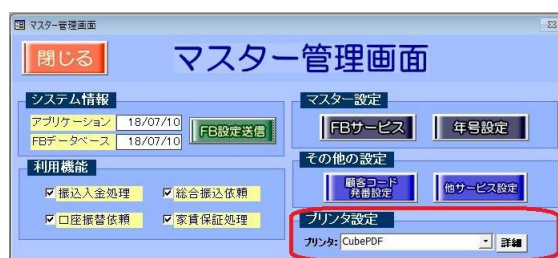 マスター管理画面
閉じる
マスター管理画面
システム情報
アプリケーション 18/07/10
FBデータベース 18/07/10
FB設定送信
利用機能
振込入金処理
総合振込依頼
口座振替依頼
家賃保証処理
マスター設定
FBサービス
年号設定
その他の設定
顧客コード
発番設定
他サービス設定
プリンタ設定
プリンタ: CubePDF
詳細